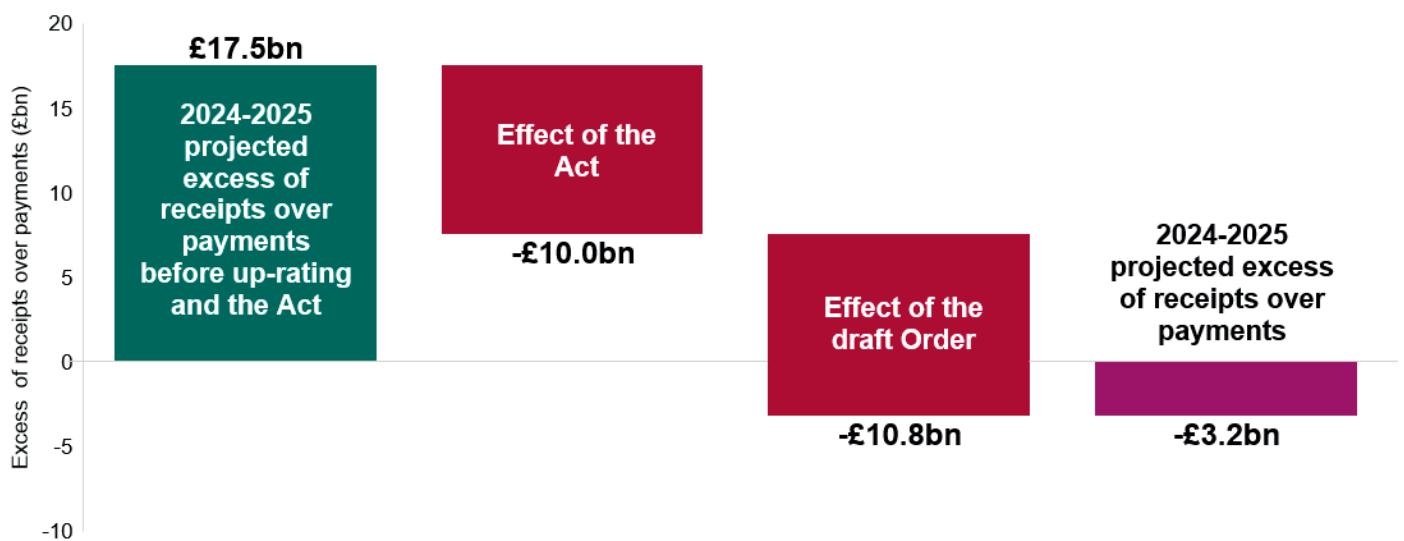 Excess of receipts over payments (£bn)
20
15
10
5
0
-5
-10
£17.5bn
2024-2025
projected
excess of
receipts over
payments
before up-rating
and the Act
Effect of the
Act
-£10.0bn
Effect of the
draft Order
-£10.8bn
2024-2025
projected excess
of receipts over
payments
-£3.2bn